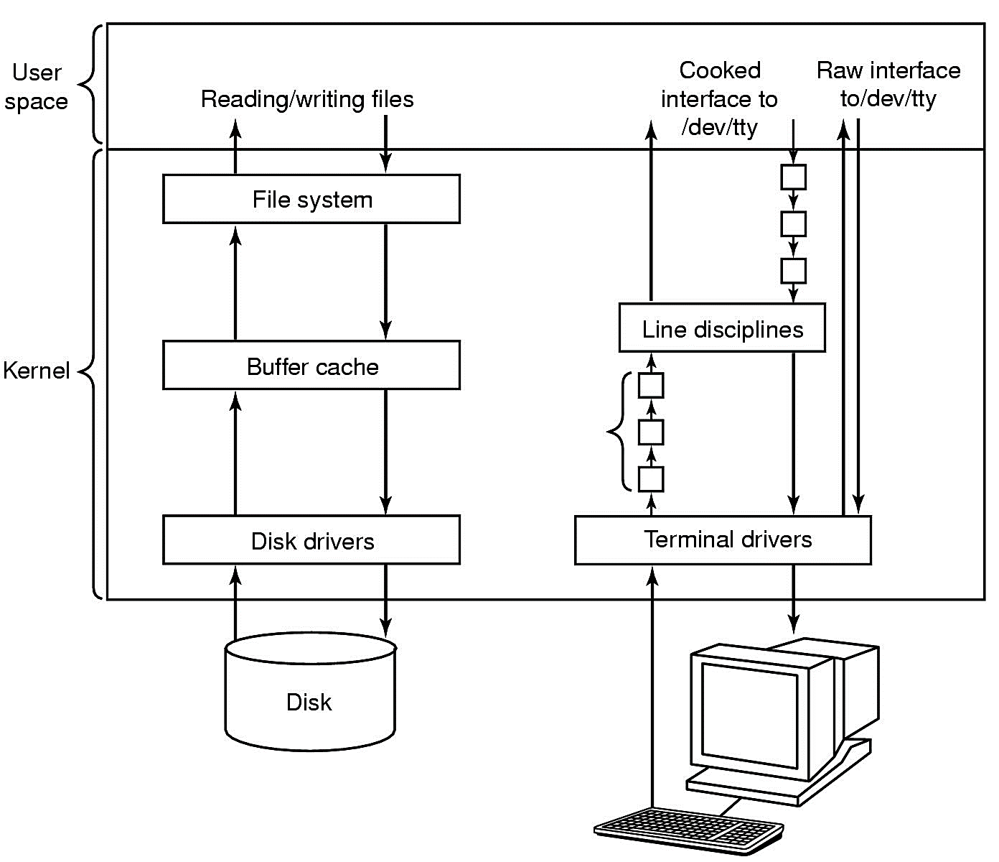 User
space
Reading/writing files
Cooked
interface to
/dev/tty
Raw interface
to/dev/tty
Kernel
File system
Buffer cache
Disk drivers
Line disciplines
Terminal drivers
Disk